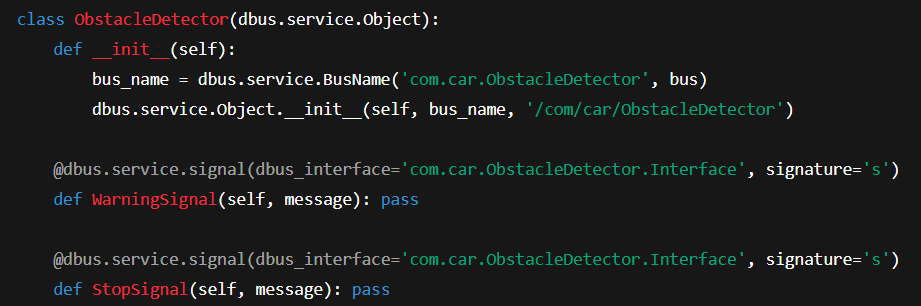 class ObstacleDetector(dbus.service.Object):
    def __init__(self):
        bus_name = dbus.service.BusName('com.car.ObstacleDetector', bus)
        dbus.service.Object.__init__(self, bus_name, '/com/car/ObstacleDetector')

    @dbus.service.signal(dbus_interface='com.car.ObstacleDetector.Interface', signature='s')
    def WarningSignal(self, message): pass

    @dbus.service.signal(dbus_interface='com.car.ObstacleDetector.Interface', signature='s')
    def StopSignal(self, message): pass